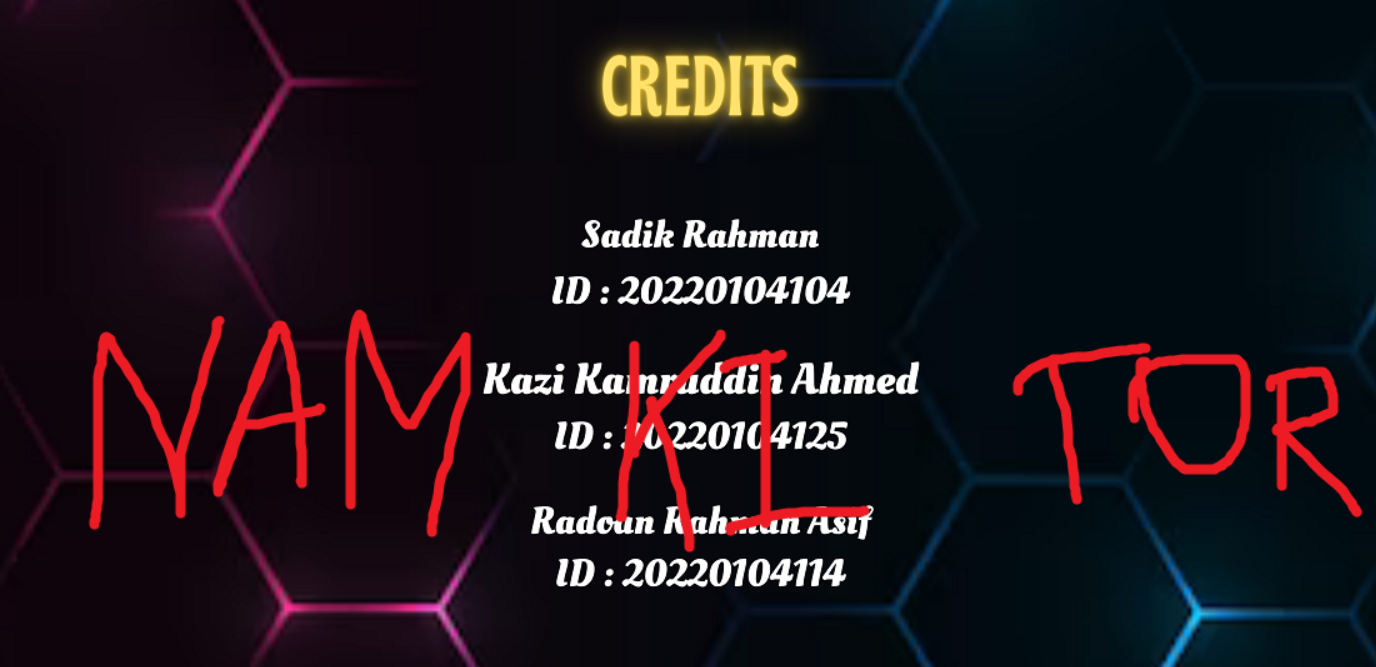 CREDITS
Sadik Rahman
ID : 20220104104
NAM KI TOR
Kazi Kamruddin Ahmed
ID : 20220104125
Radoan Rahman Asif
ID : 20220104114